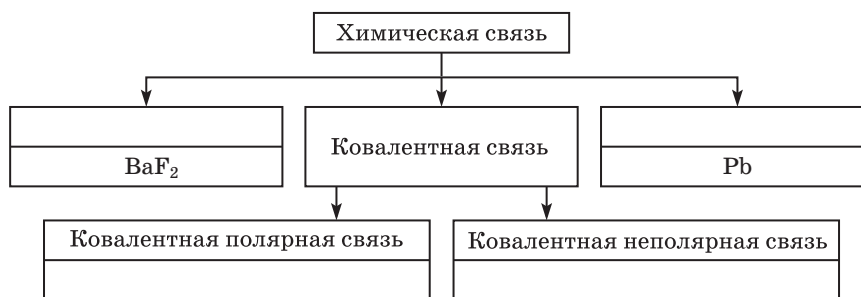 Химическая связь
Ковалентная связь
BaF₂
Pb
Ковалентная полярная связь
Ковалентная неполярная связь